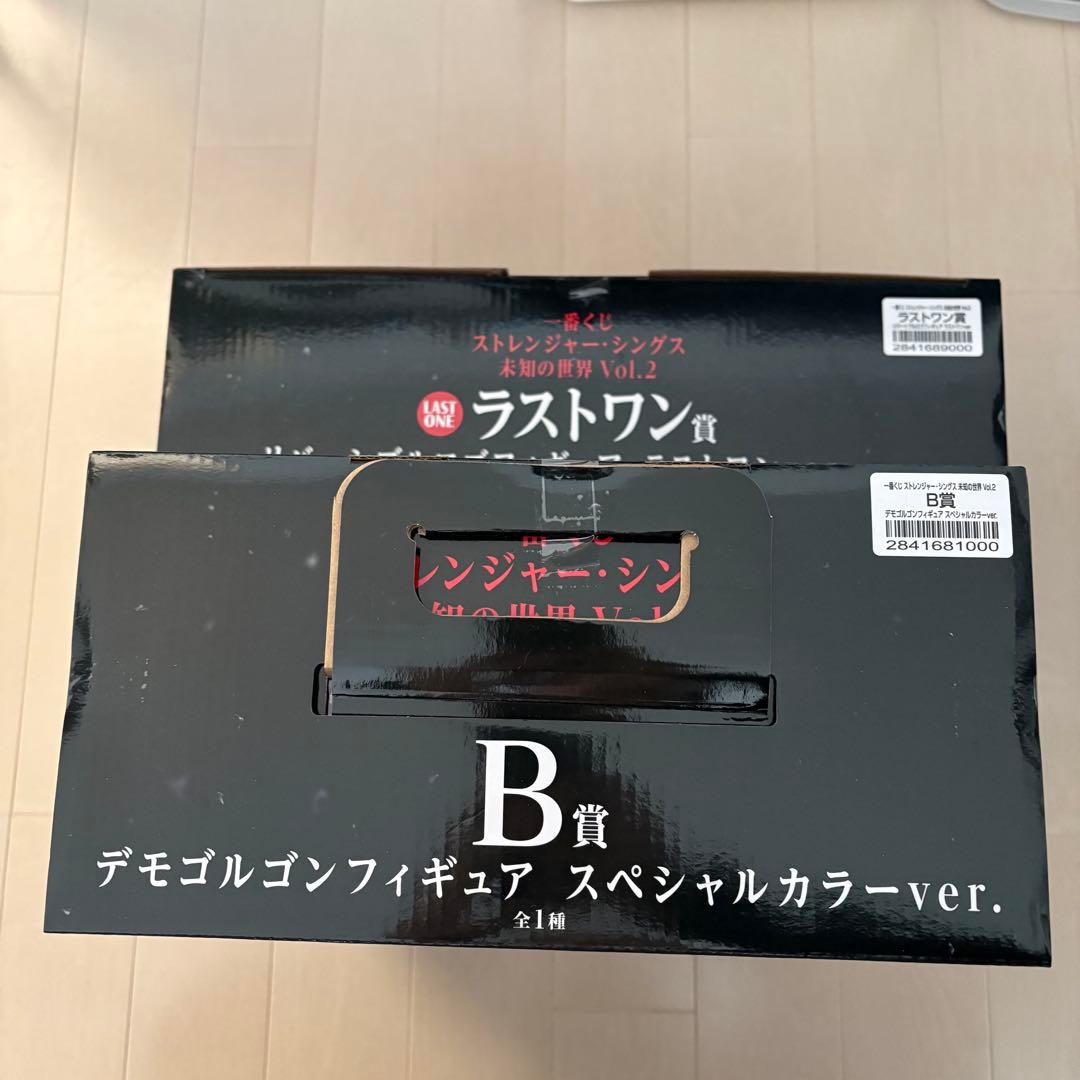 一番くじ
ストレンジャー・シングス
未知の世界 Vol.2
LAST ONE ラストワン賞
ラストワン賞
2841689000
一番くじ ストレンジャー・シングス 未知の世界 Vol.2
B賞
デモゴルゴンフィギュア スペシャルカラーver.
2841681000
レンジャー・シン
B賞
デモゴルゴンフィギュア スペシャルカラーver.
全1種